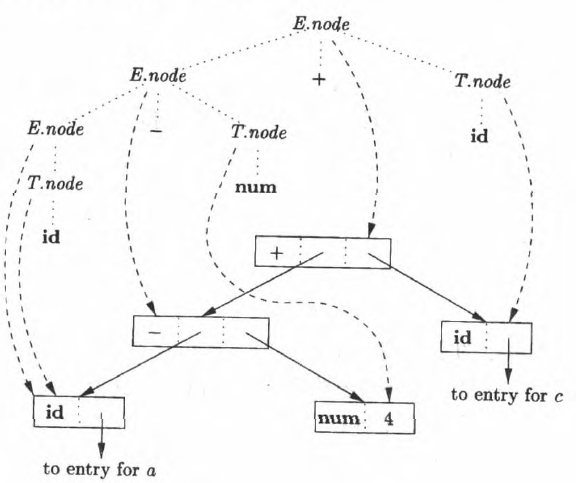 E.node
E.node + T.node
E.node – T.node id
T.node num
id
+
– id
to entry for c
id num 4
to entry for a